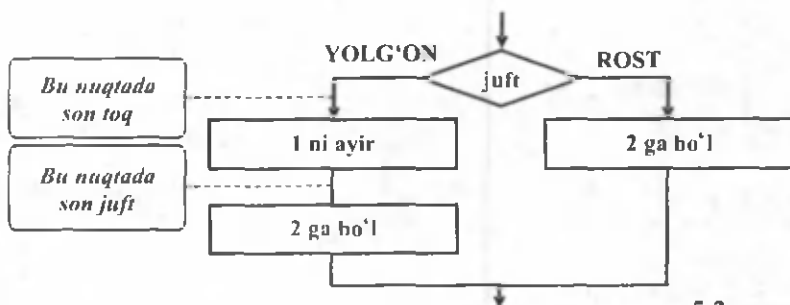 YOLG‘ON
juft
ROST
Bu nuqtada
son toq
1 ni ayir
2 ga bo‘l
Bu nuqtada
son juft
2 ga bo‘l